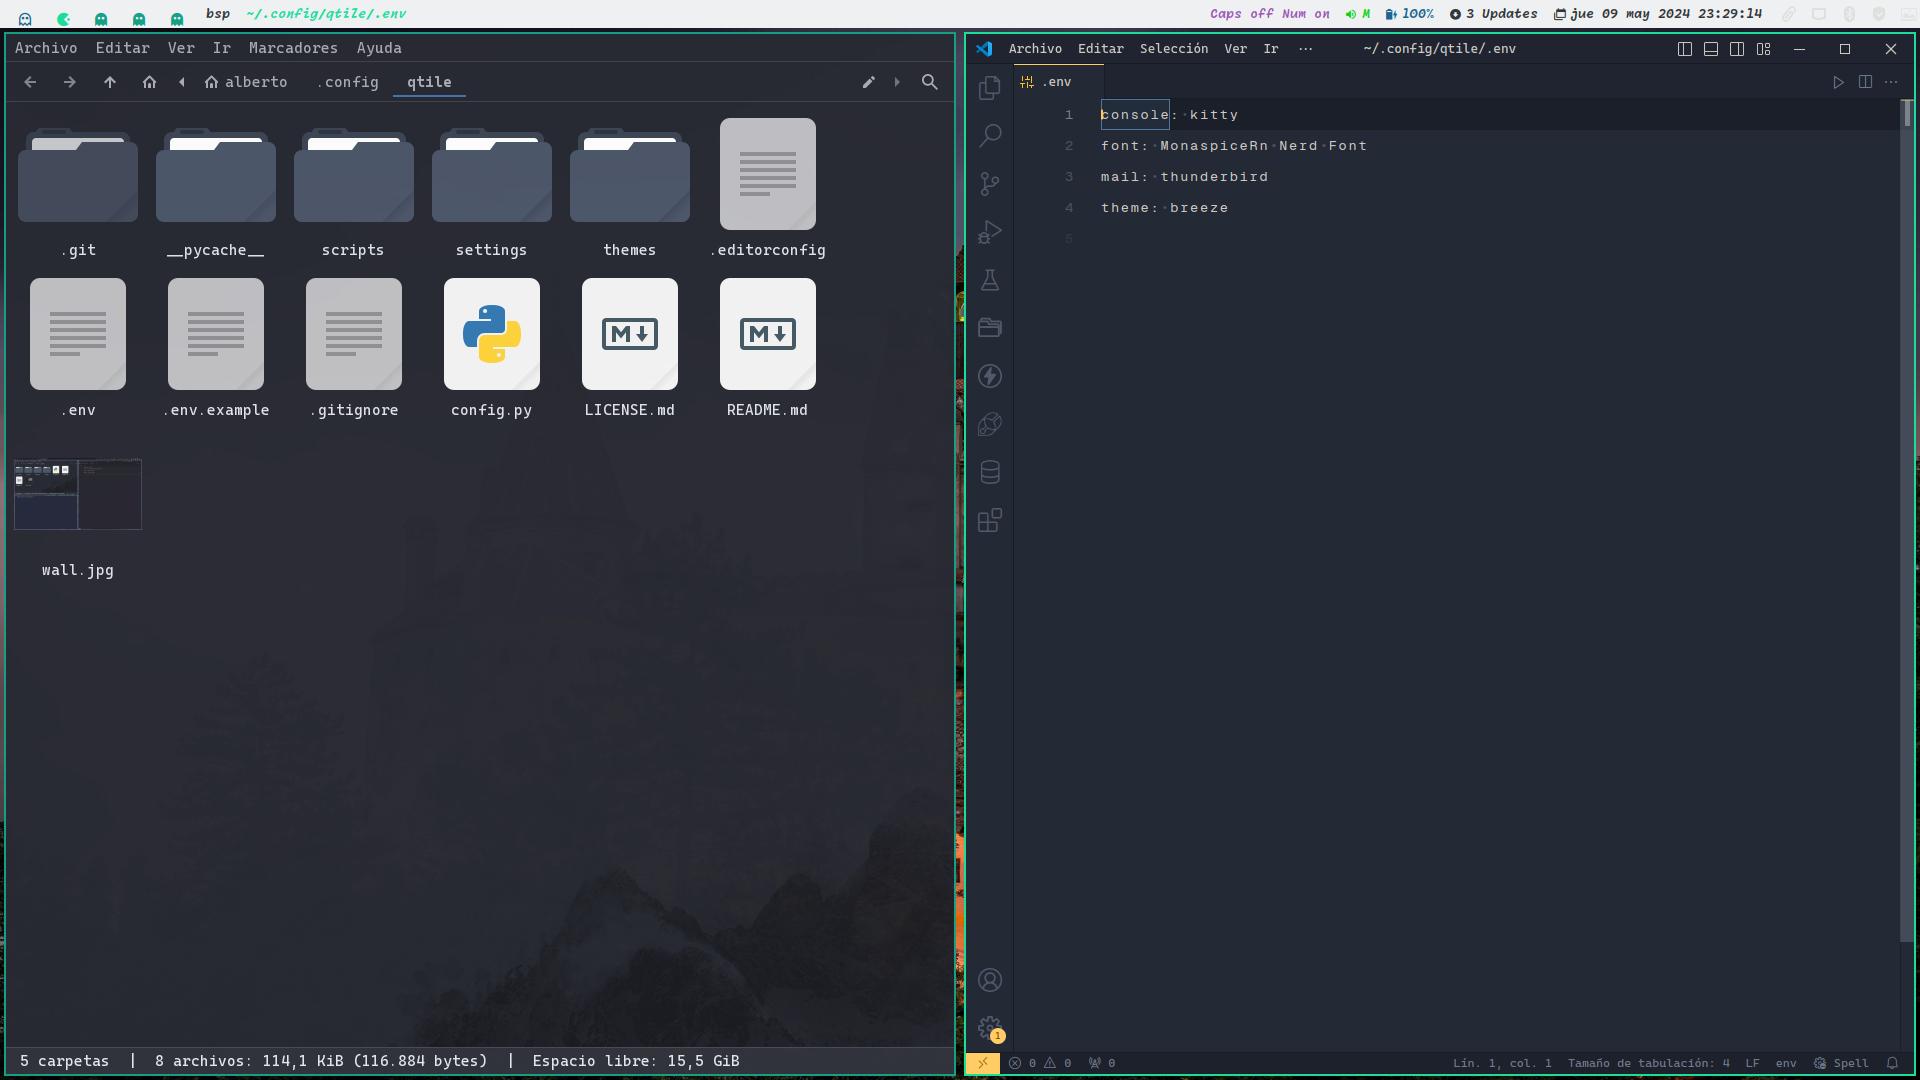 bsp ~/.config/qtile/.env
Caps off Num on M 100% 3 Updates jue 09 may 2024 23:29:14
Archivo Editar Ver Ir Marcadores Ayuda
alberto .config qtile
.git __pycache__ scripts settings themes .editorconfig
.env .env.example .gitignore config.py LICENSE.md README.md
wall.jpg
5 carpetas | 8 archivos: 114,1 KiB (116.884 bytes) | Espacio libre: 15,5 GiB
Archivo Editar Selección Ver Ir ··· ~/.config/qtile/.env
.env
1 console: kitty
2 font: MonaspiceRn Nerd Font
3 mail: thunderbird
4 theme: breeze
5
1
0 0 0 Lín. 1, col. 1 Tamaño de tabulación: 4 LF env Spell